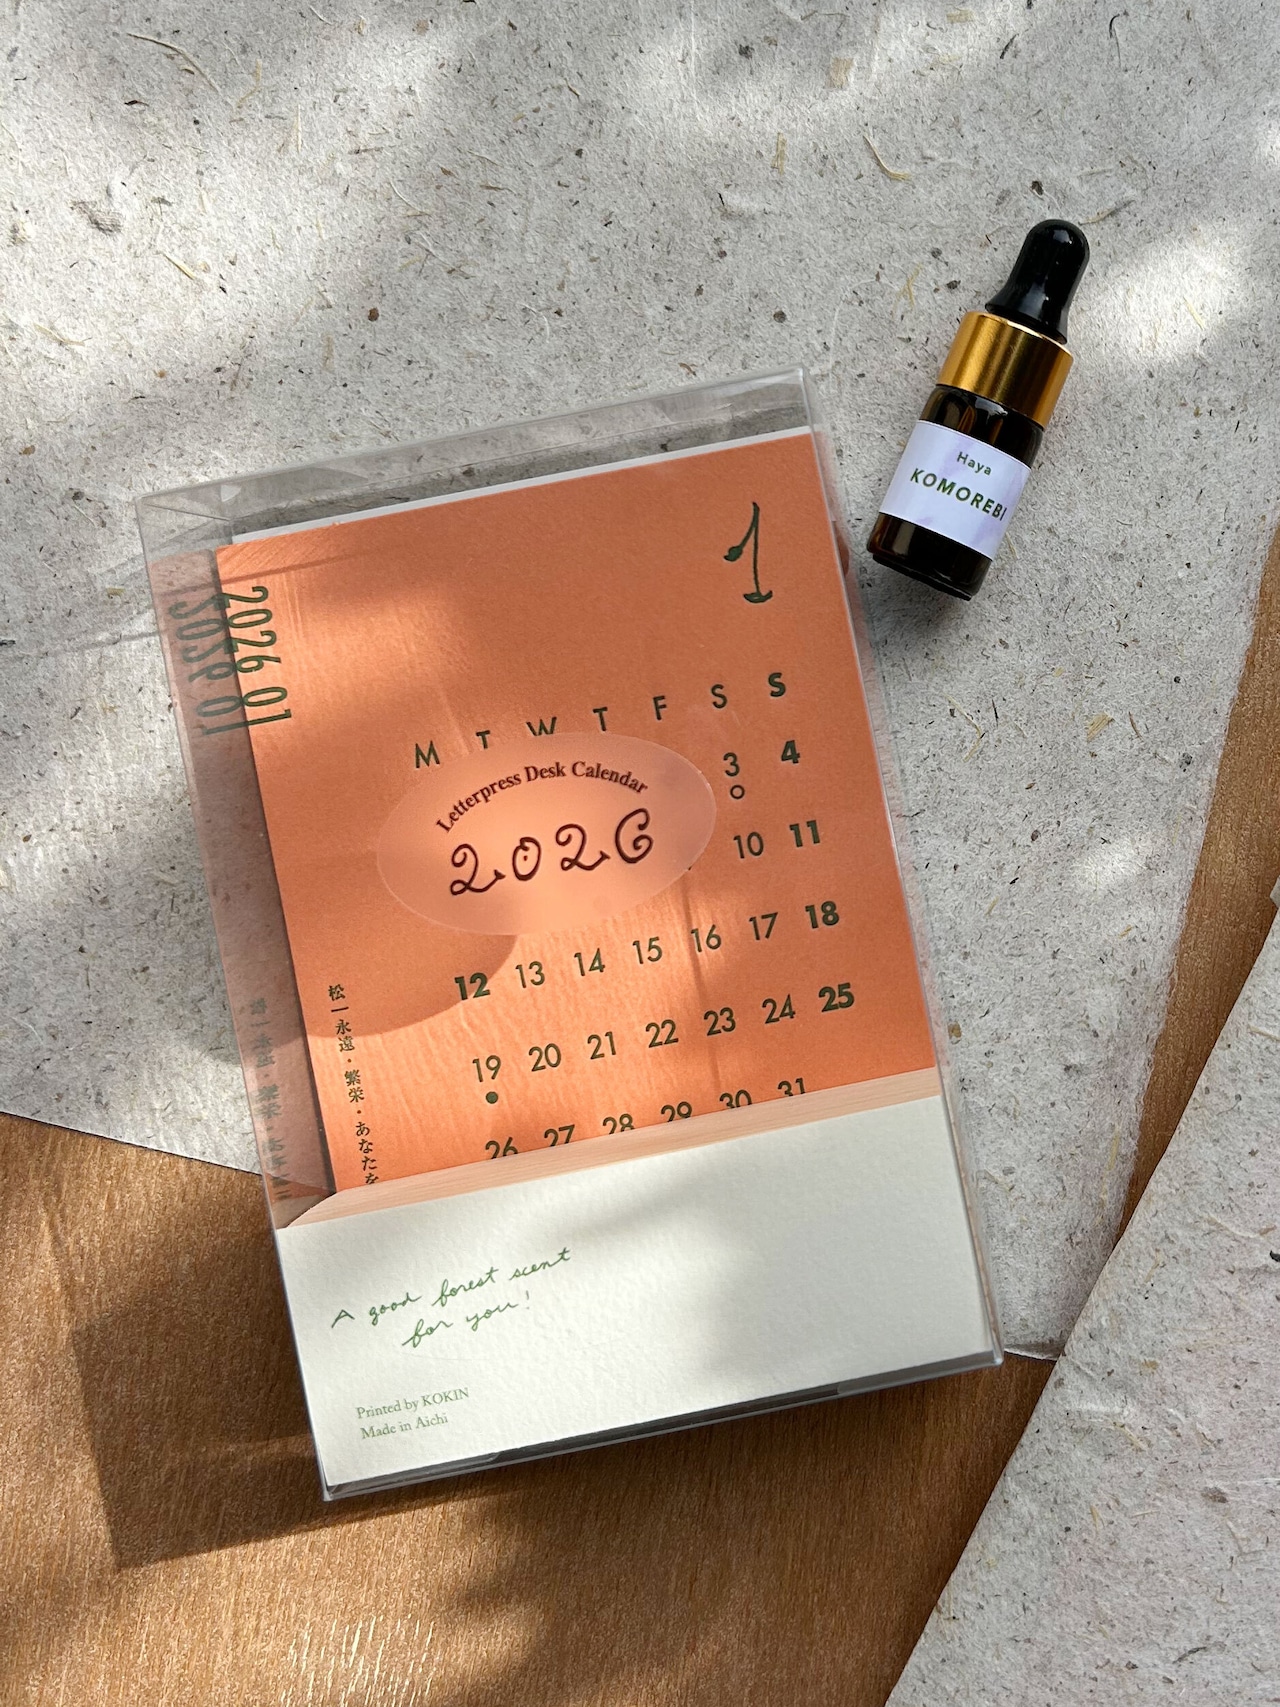 Haya
KOMOREBI
1
2026 01
M T W T F S S
3 4
Letterpress Desk Calendar
2026
10 11
12 13 14 15 16 17 18
19 20 21 22 23 24 25
26 27 28 29 30 31
松|永遠・繁栄・あなたを
A good forest scent
for you!
Printed by KOKIN
Made in Aichi